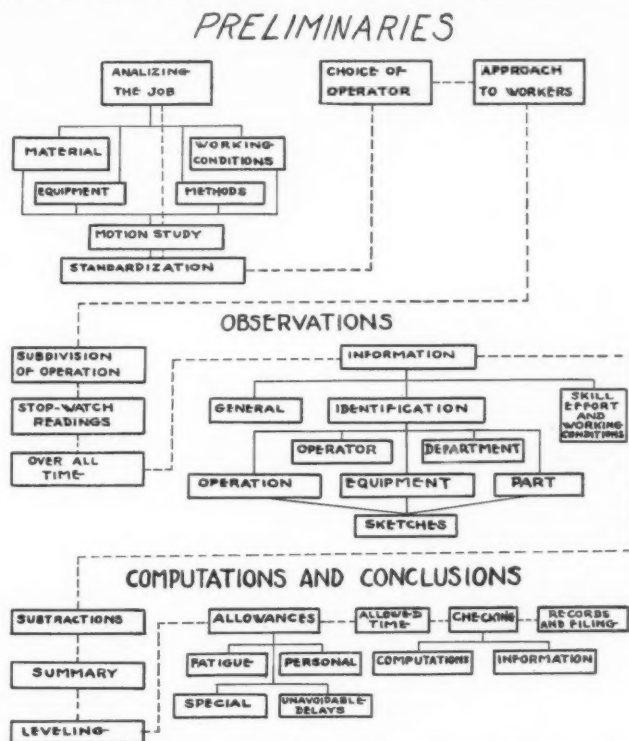 PRELIMINARIES
ANALIZING
THE JOB
CHOICE OF
OPERATOR
APPROACH
TO WORKERS
MATERIAL
WORKING
CONDITIONS
EQUIPMENT
METHODS
MOTION STUDY
STANDARDIZATION
OBSERVATIONS
SUBDIVISION
OF OPERATION
STOP-WATCH
READINGS
OVER ALL
TIME
INFORMATION
GENERAL
IDENTIFICATION
SKILL
EFFORT
AND
WORKING
CONDITIONS
OPERATOR
DEPARTMENT
OPERATION
EQUIPMENT
PART
SKETCHES
COMPUTATIONS AND CONCLUSIONS
SUBTRACTIONS
SUMMARY
LEVELING
ALLOWANCES
ALLOWED
TIME
CHECKING
RECORDS
AND FILING
FATIGUE
PERSONAL
COMPUTATIONS
INFORMATION
SPECIAL
UNAVOIDABLE
DELAYS